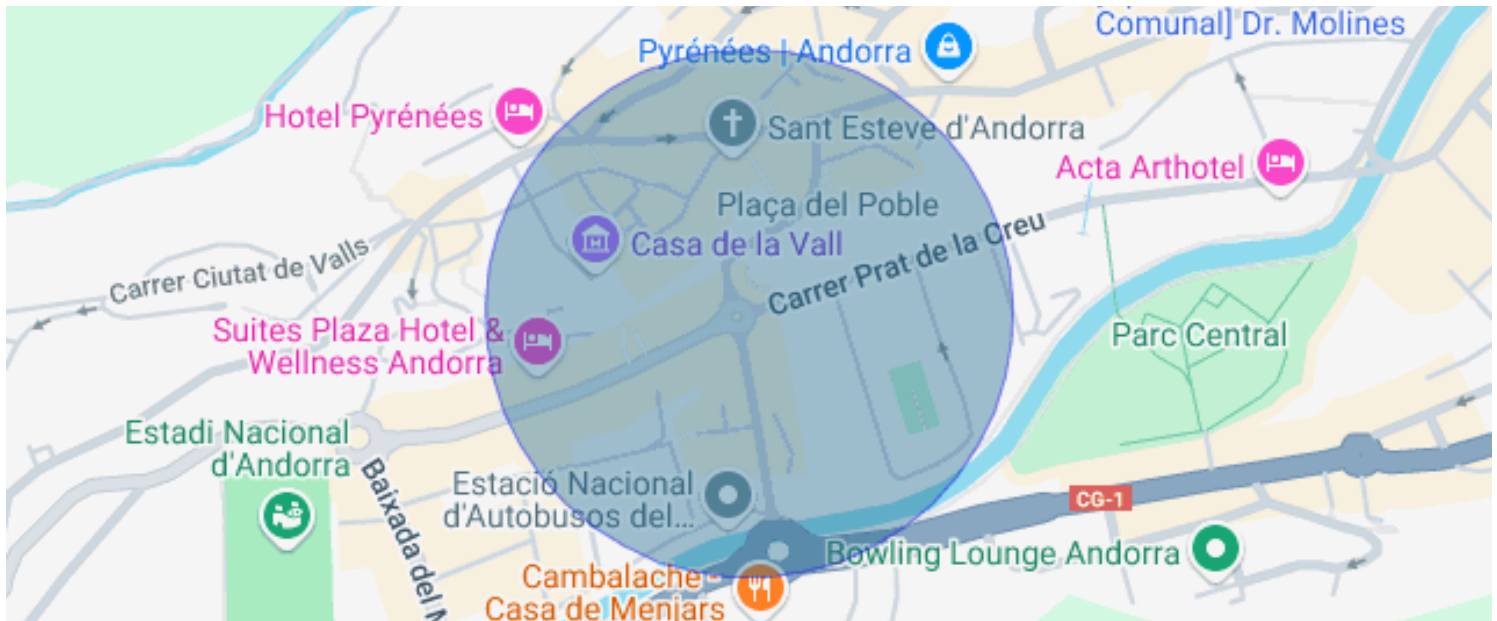 Comunal] Dr. Molines
Pyrénées | Andorra
Hotel Pyrénées
Sant Esteve d'Andorra
Acta Arthotel
Plaça del Poble
Casa de la Vall
Carrer Prat de la Creu
Carrer Ciutat de Valls
Suites Plaza Hotel &
Wellness Andorra
Parc Central
Estadi Nacional
d'Andorra
Baixada del M
Estació Nacional
d'Autobusos del...
CG-1
Bowling Lounge Andorra
Cambalache -
Casa de Menjars